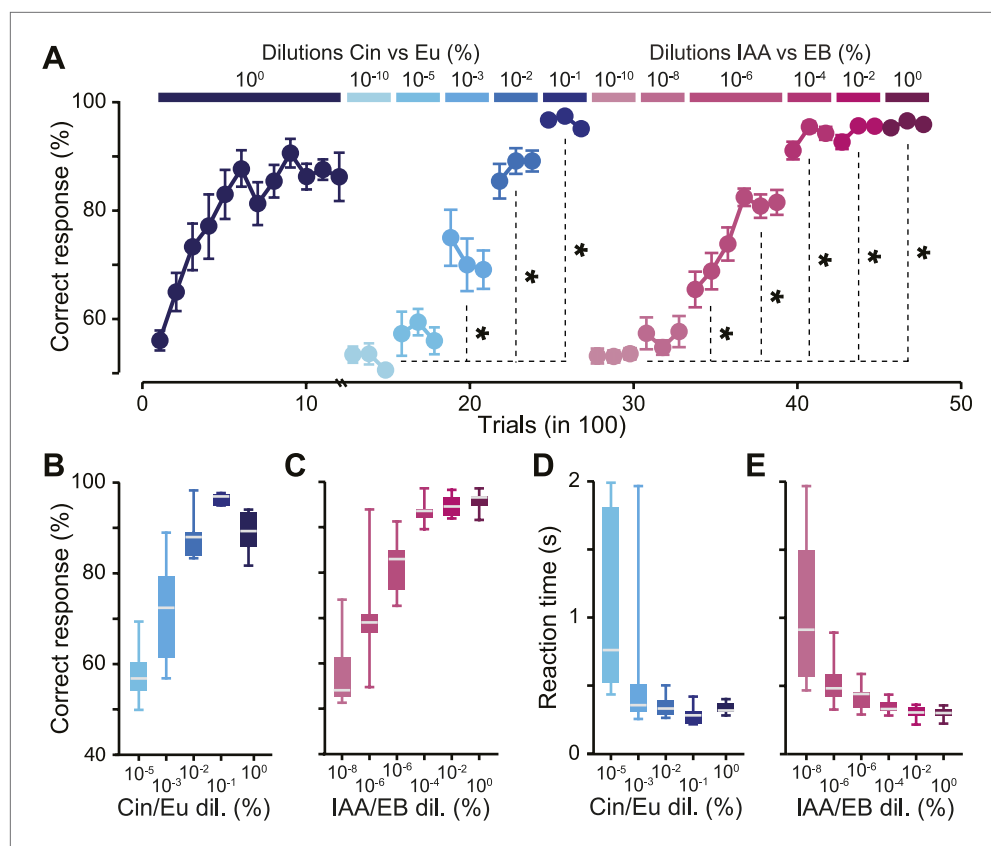 A
Dilutions Cin vs Eu (%)
Dilutions IAA vs EB (%)
10⁰ 10⁻¹⁰ 10⁻⁵ 10⁻³ 10⁻² 10⁻¹ 10⁻¹⁰ 10⁻⁸ 10⁻⁶ 10⁻⁴ 10⁻² 10⁰
Correct response (%)
100
80
60
* * * * * * * *
0 20 30 40 50
10
Trials (in 100)
B
Correct response (%)
100
80
60
40
10⁻⁵ 10⁻³ 10⁻² 10⁻¹ 10⁰
Cin/Eu dil. (%)
C
10⁻⁸ 10⁻⁶ 10⁻⁶ 10⁻⁴ 10⁻² 10⁰
IAA/EB dil. (%)
D
Reaction time (s)
2
1
0
10⁻⁵ 10⁻³ 10⁻² 10⁻¹ 10⁰
Cin/Eu dil. (%)
E
10⁻⁸ 10⁻⁶ 10⁻⁶ 10⁻⁴ 10⁻² 10⁰
IAA/EB dil. (%)